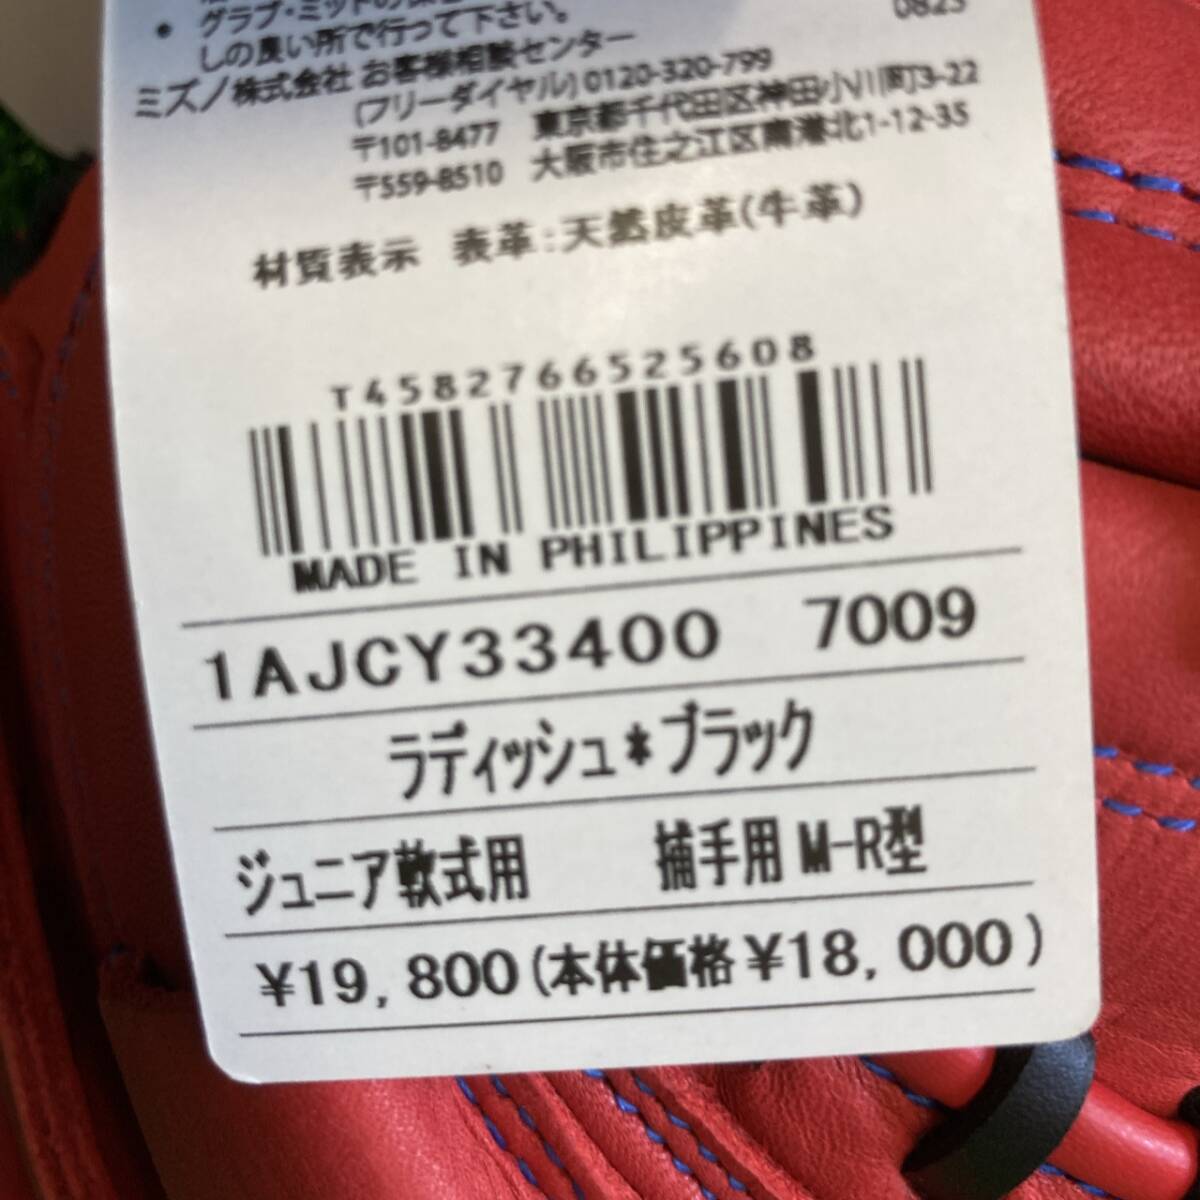 グラブ・ミットの保管
しの良い所で行って下さい。
0823
ミズノ株式会社 お客様相談センター
(フリーダイヤル)0120-320-799
〒101-8477 東京都千代田区神田小川町3-22
〒559-8510 大阪市住之江区南港北1-12-35
材質表示 表革:天然皮革(牛革)
T4582766525608
MADE IN PHILIPPINES
1AJCY33400 7009
ラディッシュ*ブラック
ジュニア軟式用 捕手用 M-R型
¥19,800(本体価格¥18,000)